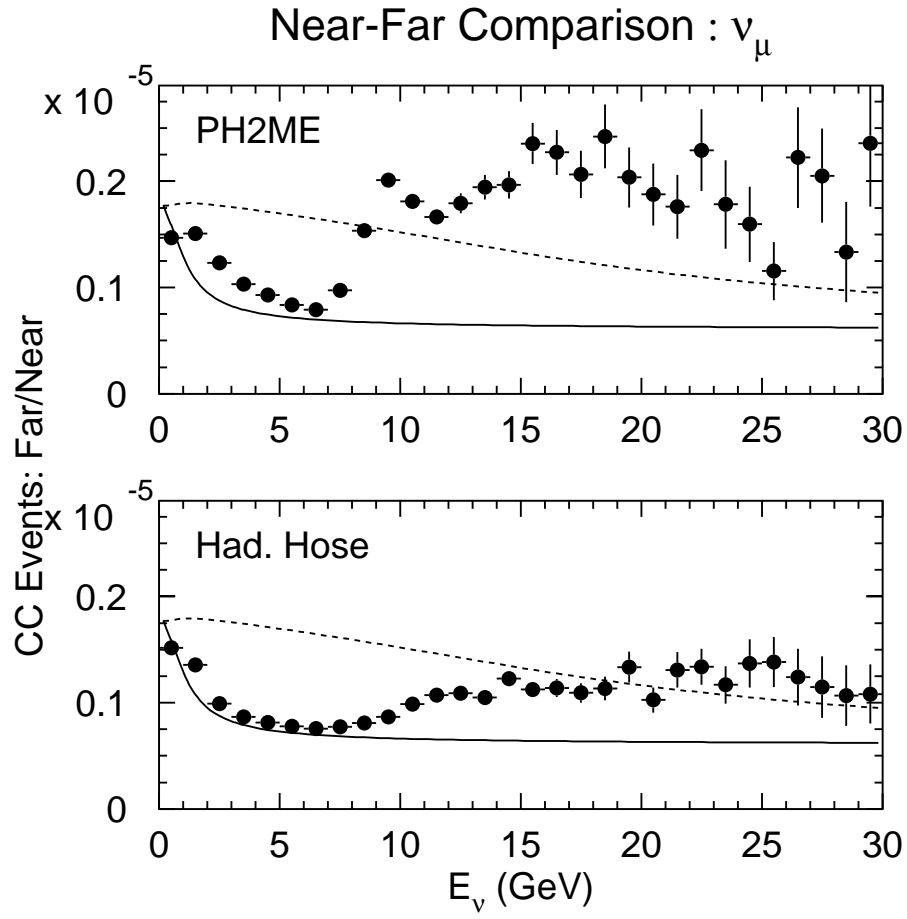 Near-Far Comparison : νμ
x 10 -5
PH2ME
0.2
0.1
0
0 5 10 15 20 25 30
CC Events: Far/Near
x 10 -5
Had. Hose
0.2
0.1
0
0 5 10 15 20 25 30
Eν (GeV)